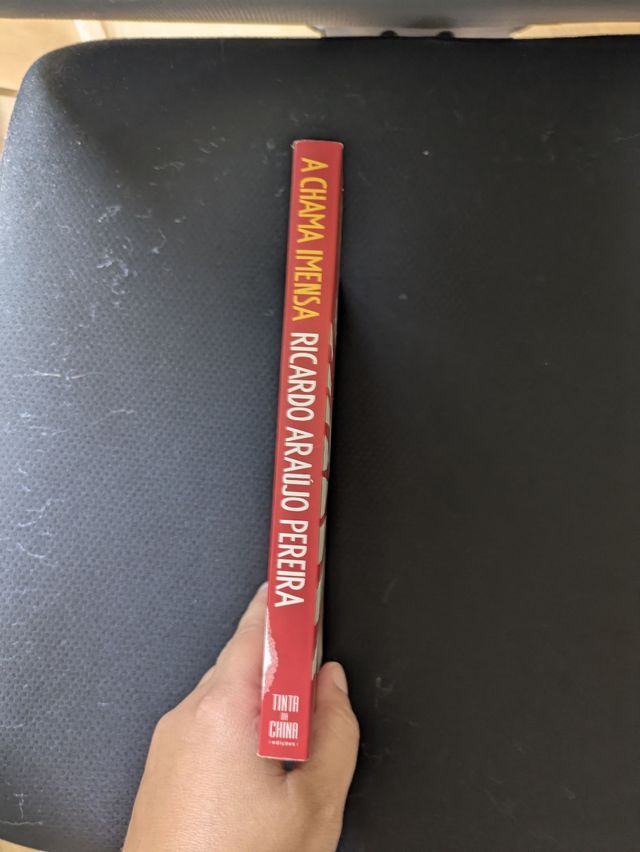 A CHAMA IMENSA RICARDO ARAÚJO PEREIRA
TINTA
DA
CHINA
edições